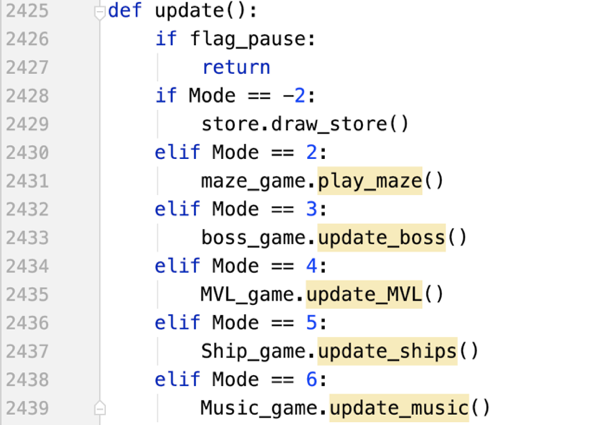 2425 def update():
2426     if flag_pause:
2427         return
2428     if Mode == -2:
2429         store.draw_store()
2430     elif Mode == 2:
2431         maze_game.play_maze()
2432     elif Mode == 3:
2433         boss_game.update_boss()
2434     elif Mode == 4:
2435         MVL_game.update_MVL()
2436     elif Mode == 5:
2437         Ship_game.update_ships()
2438     elif Mode == 6:
2439         Music_game.update_music()